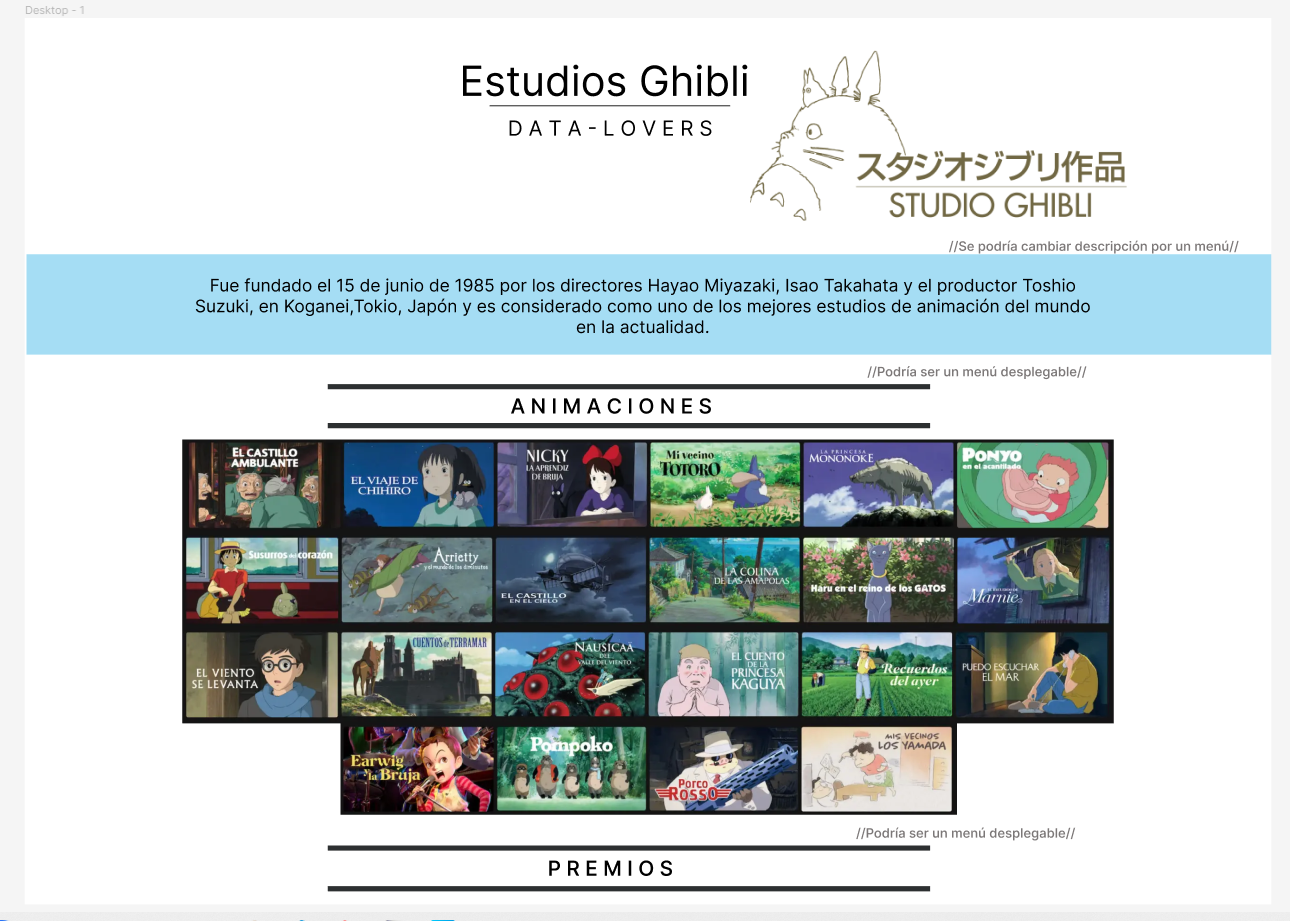 Desktop - 1
Estudios Ghibli
DATA-LOVERS
スタジオジブリ作品
STUDIO GHIBLI
//Se podría cambiar descripción por un menú//
Fue fundado el 15 de junio de 1985 por los directores Hayao Miyazaki, Isao Takahata y el productor Toshio
Suzuki, en Koganei,Tokio, Japón y es considerado como uno de los mejores estudios de animación del mundo
en la actualidad.
//Podría ser un menú desplegable//
ANIMACIONES
EL CASTILLO
AMBULANTE
EL VIAJE DE
CHIHIRO
NICKY
LA APRENDIZ
DE BRUJA
Mi vecino
TOTORO
LA PRINCESA
MONONOKE
PONYO
en el acantilado
Susurros del corazón
Arrietty
y el mundo de los diminutos
EL CASTILLO
EN EL CIELO
LA COLINA
DE LAS AMAPOLAS
Haru en el reino de los GATOS
EL RECUERDO DE
Marnie
EL VIENTO
SE LEVANTA
CUENTOS de TERRAMAR
NAUSICAÄ
DEL
VALLE DEL VIENTO
EL CUENTO
DE LA
PRINCESA
KAGUYA
Recuerdos
del ayer
PUEDO ESCUCHAR
EL MAR
Earwig
y la Bruja
Pompoko
PORCO
ROSSO
MIS VECINOS
LOS YAMADA
//Podría ser un menú desplegable//
PREMIOS